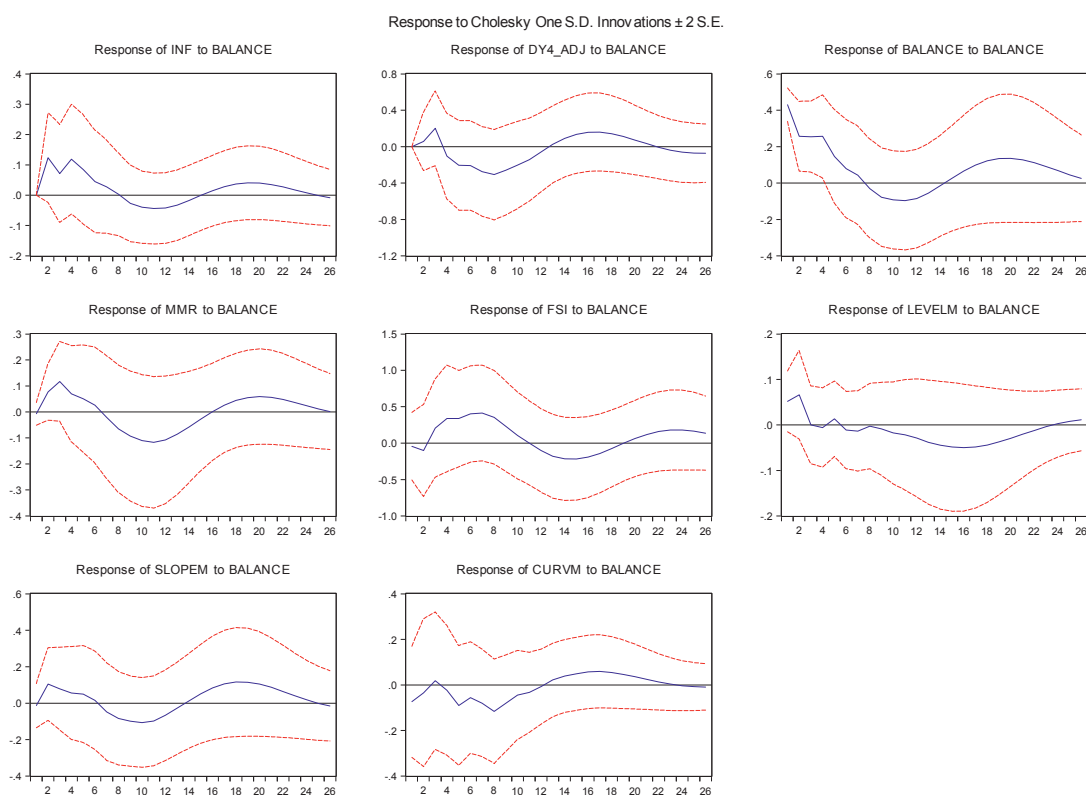 Response to Cholesky One S.D. Innovations ± 2 S.E.
Response of INF to BALANCE
.4
.3
.2
.1
.0
-.1
-.2
2 4 6 8 10 12 14 16 18 20 22 24 26
Response of DY4_ADJ to BALANCE
0.8
0.4
0.0
-0.4
-0.8
-1.2
2 4 6 8 10 12 14 16 18 20 22 24 26
Response of BALANCE to BALANCE
.6
.4
.2
.0
-.2
-.4
2 4 6 8 10 12 14 16 18 20 22 24 26
Response of MMR to BALANCE
.3
.2
.1
.0
-.1
-.2
-.3
-.4
2 4 6 8 10 12 14 16 18 20 22 24 26
Response of FSI to BALANCE
1.5
1.0
0.5
0.0
-0.5
-1.0
2 4 6 8 10 12 14 16 18 20 22 24 26
Response of LEVELM to BALANCE
.2
.1
.0
-.1
-.2
2 4 6 8 10 12 14 16 18 20 22 24 26
Response of SLOPEM to BALANCE
.6
.4
.2
.0
-.2
-.4
2 4 6 8 10 12 14 16 18 20 22 24 26
Response of CURVM to BALANCE
.4
.2
.0
-.2
-.4
2 4 6 8 10 12 14 16 18 20 22 24 26